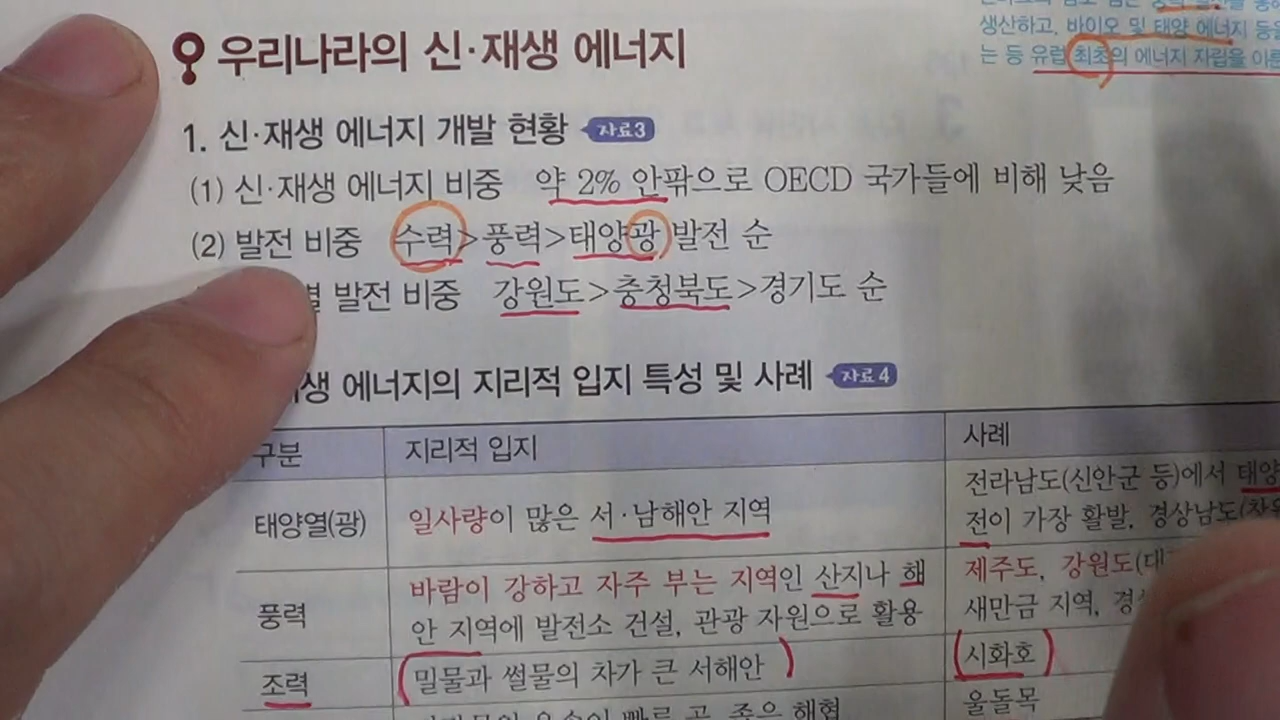 생산하고, 바이오 및 태양 에너지 등을
는 등 유럽 최초의 에너지 자립을 이룬
우리나라의 신·재생 에너지
1. 신·재생 에너지 개발 현황 자료3
(1) 신·재생 에너지 비중 약 2% 안팎으로 OECD 국가들에 비해 낮음
(2) 발전 비중 수력>풍력>태양광 발전 순
발전 비중 강원도>충청북도>경기도 순
에너지의 지리적 입지 특성 및 사례 자료4
구분 지리적 입지 사례
태양열(광) 일사량이 많은 서·남해안 지역
전라남도(신안군 등)에서 태양
전이 가장 활발, 경상남도
풍력 바람이 강하고 자주 부는 지역인 산지나 해
안 지역에 발전소 건설, 관광 자원으로 활용
제주도, 강원도
새만금 지역,
조력 밀물과 썰물의 차가 큰 서해안 시화호
좁은 해협 울돌목